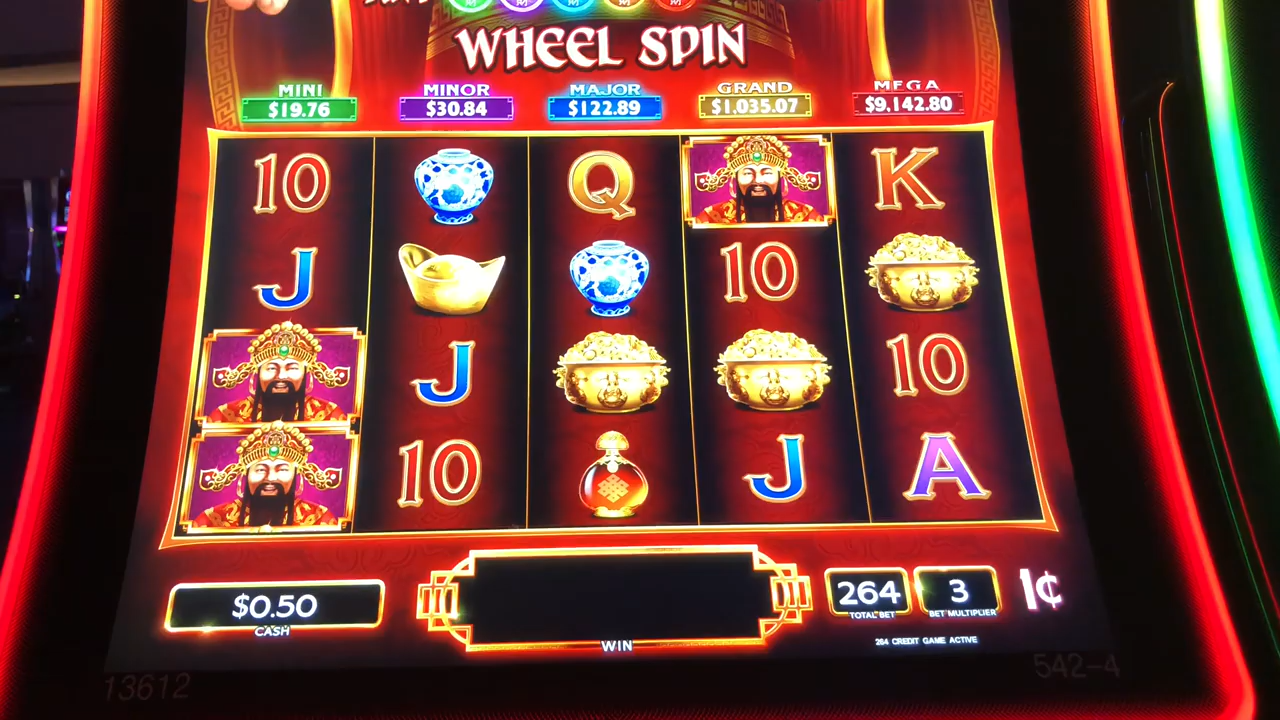 WHEEL SPIN
MINI MINOR MAJOR GRAND MEGA
$19.76 $30.84 $122.89 $1,035.07 $9,142.80
10 Q K
J 10
J 10
10 J A
$0.50 264 3 1¢
CASH WIN TOTAL BET BET MULTIPLIER
264 CREDIT GAME ACTIVE
13612 542-4